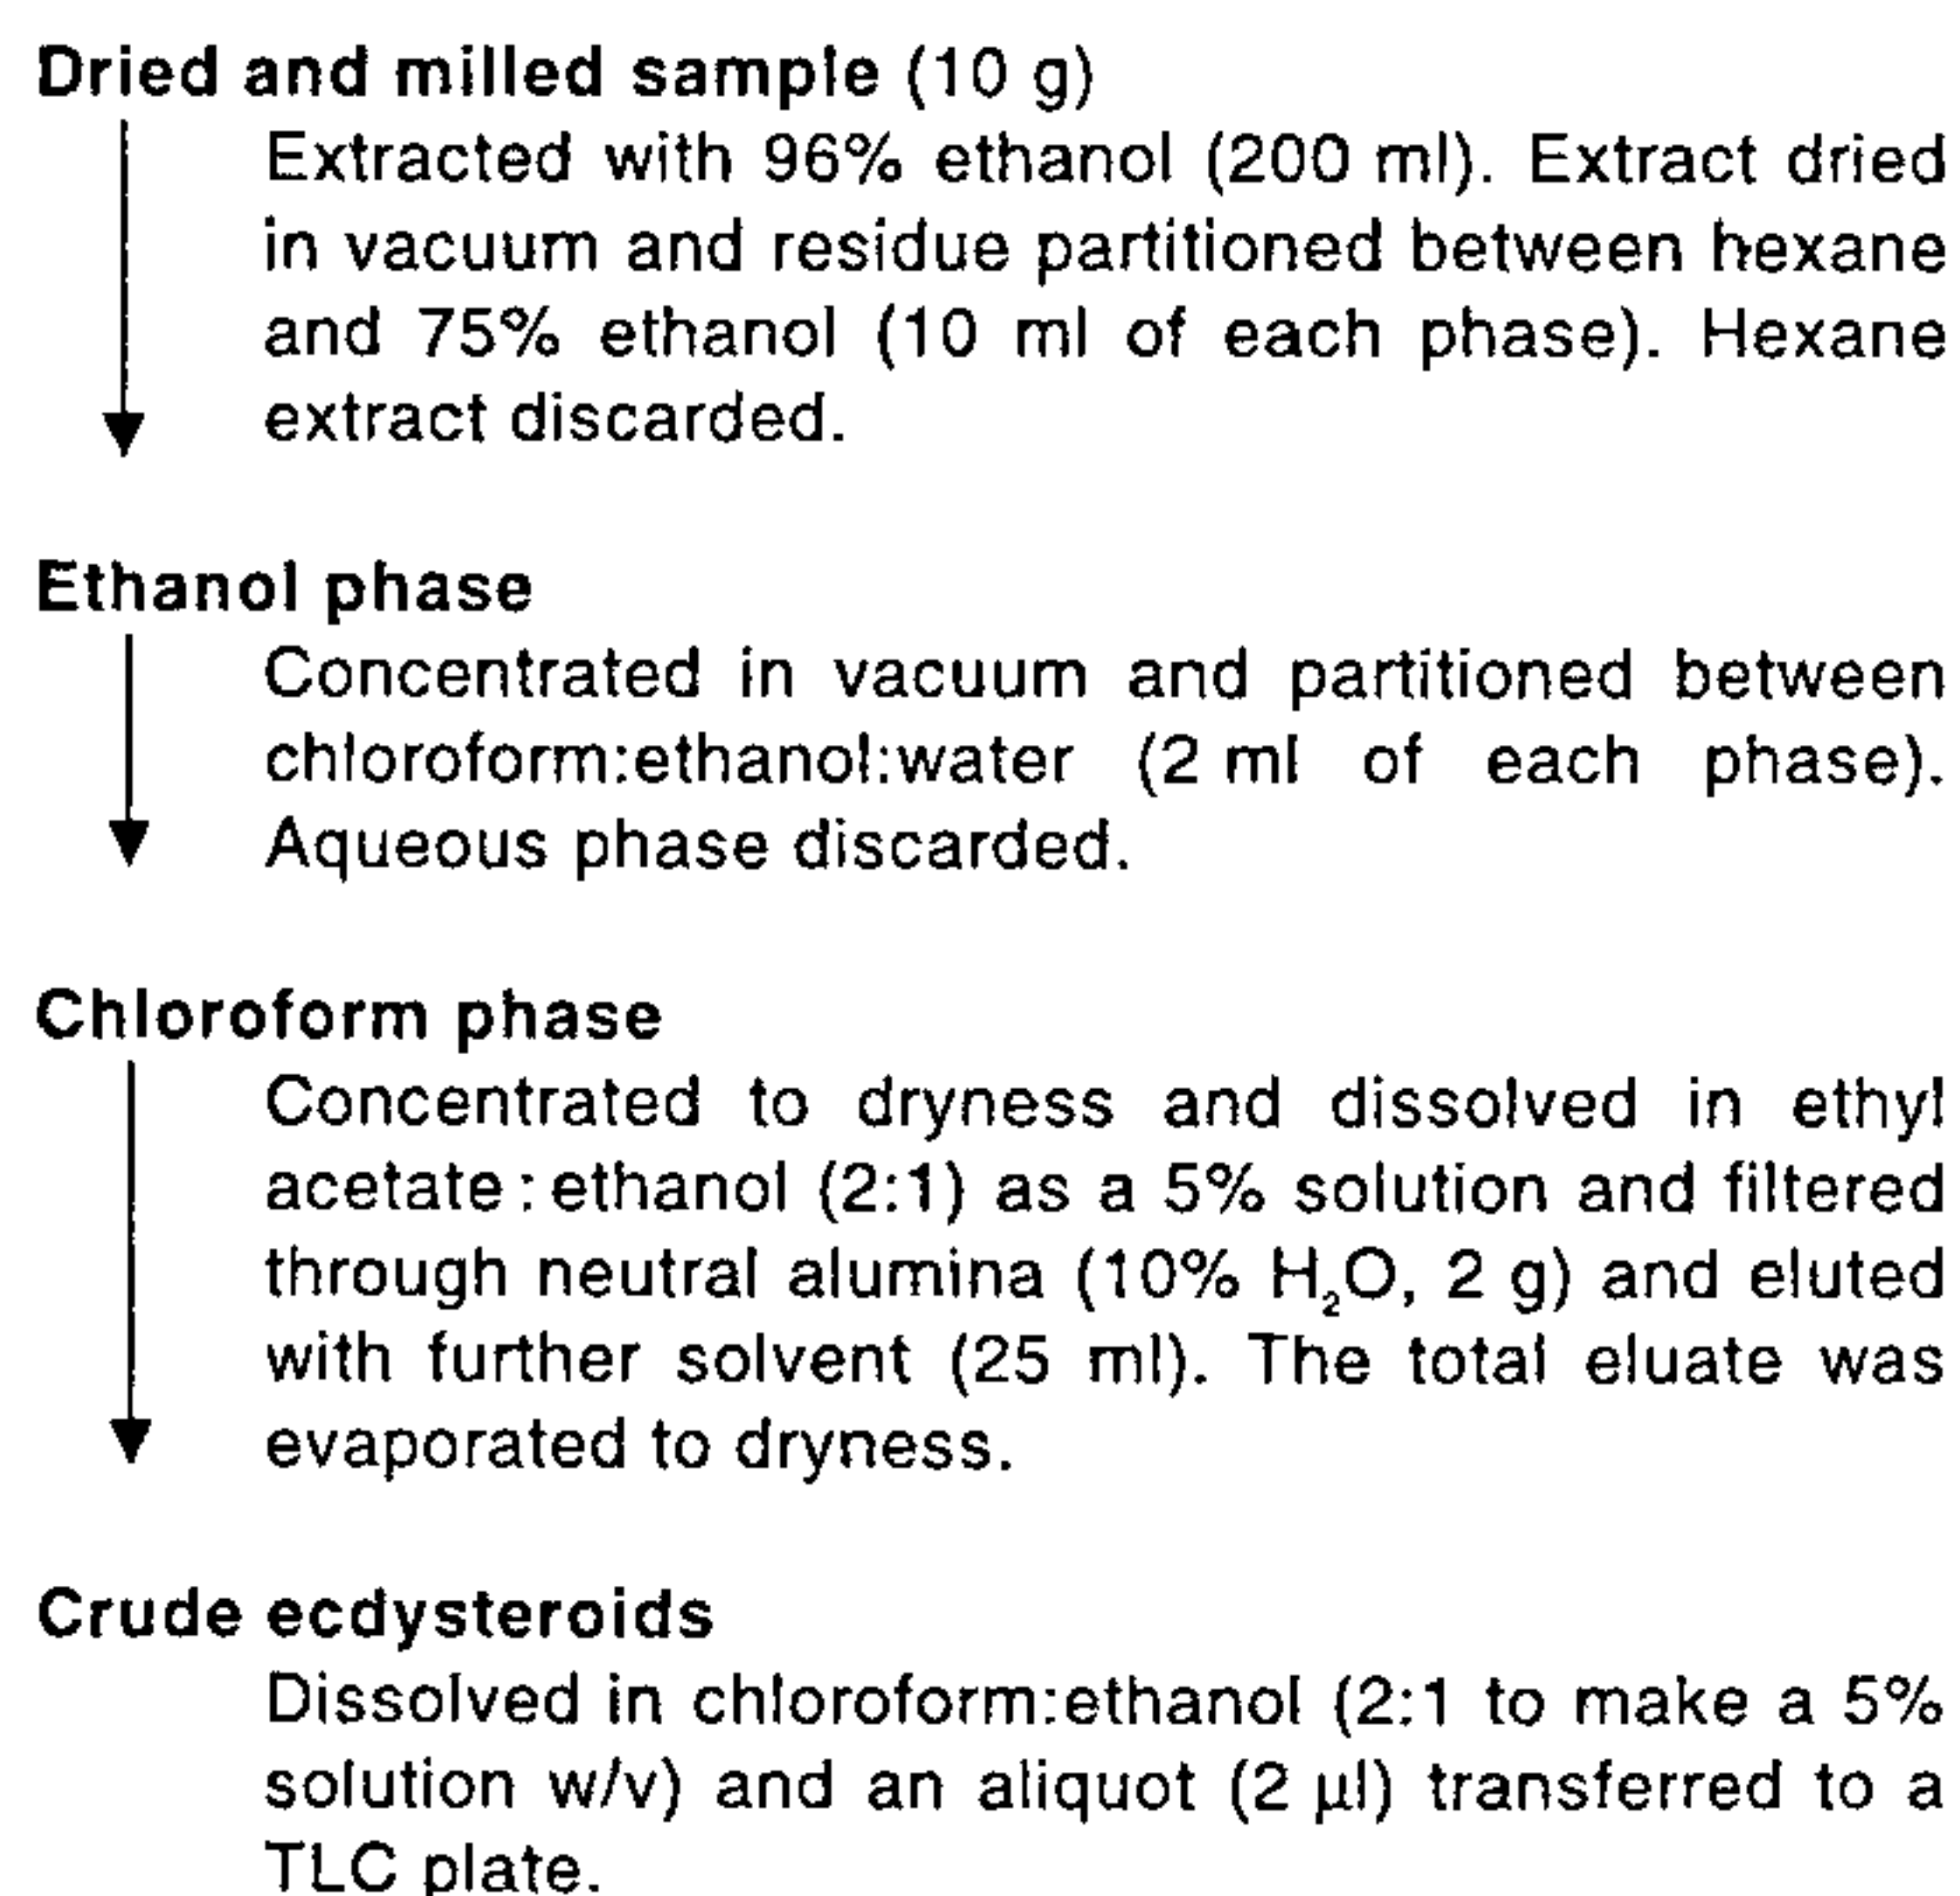 Dried and milled sample (10 g)
Extracted with 96% ethanol (200 ml). Extract dried
in vacuum and residue partitioned between hexane
and 75% ethanol (10 ml of each phase). Hexane
extract discarded.
Ethanol phase
Concentrated in vacuum and partitioned between
chloroform:ethanol:water (2 ml of each phase).
Aqueous phase discarded.
Chloroform phase
Concentrated to dryness and dissolved in ethyl
acetate : ethanol (2:1) as a 5% solution and filtered
through neutral alumina (10% H₂O, 2 g) and eluted
with further solvent (25 ml). The total eluate was
evaporated to dryness.
Crude ecdysteroids
Dissolved in chloroform:ethanol (2:1 to make a 5%
solution w/v) and an aliquot (2 µl) transferred to a
TLC plate.